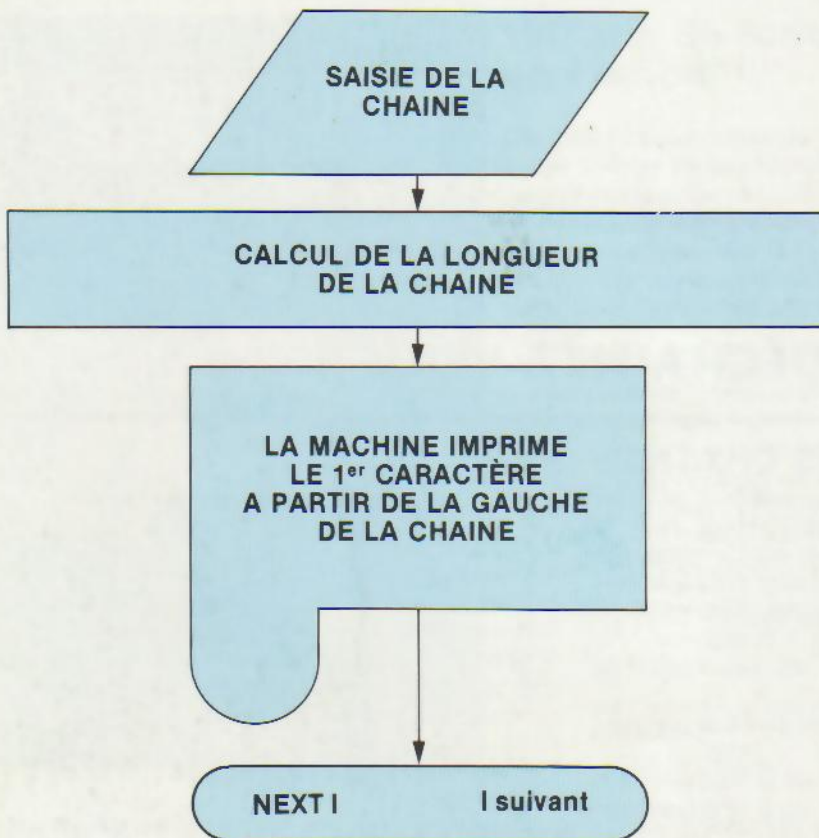 SAISIE DE LA
CHAINE
CALCUL DE LA LONGUEUR
DE LA CHAINE
LA MACHINE IMPRIME
LE 1er CARACTÈRE
A PARTIR DE LA GAUCHE
DE LA CHAINE
NEXT I I suivant